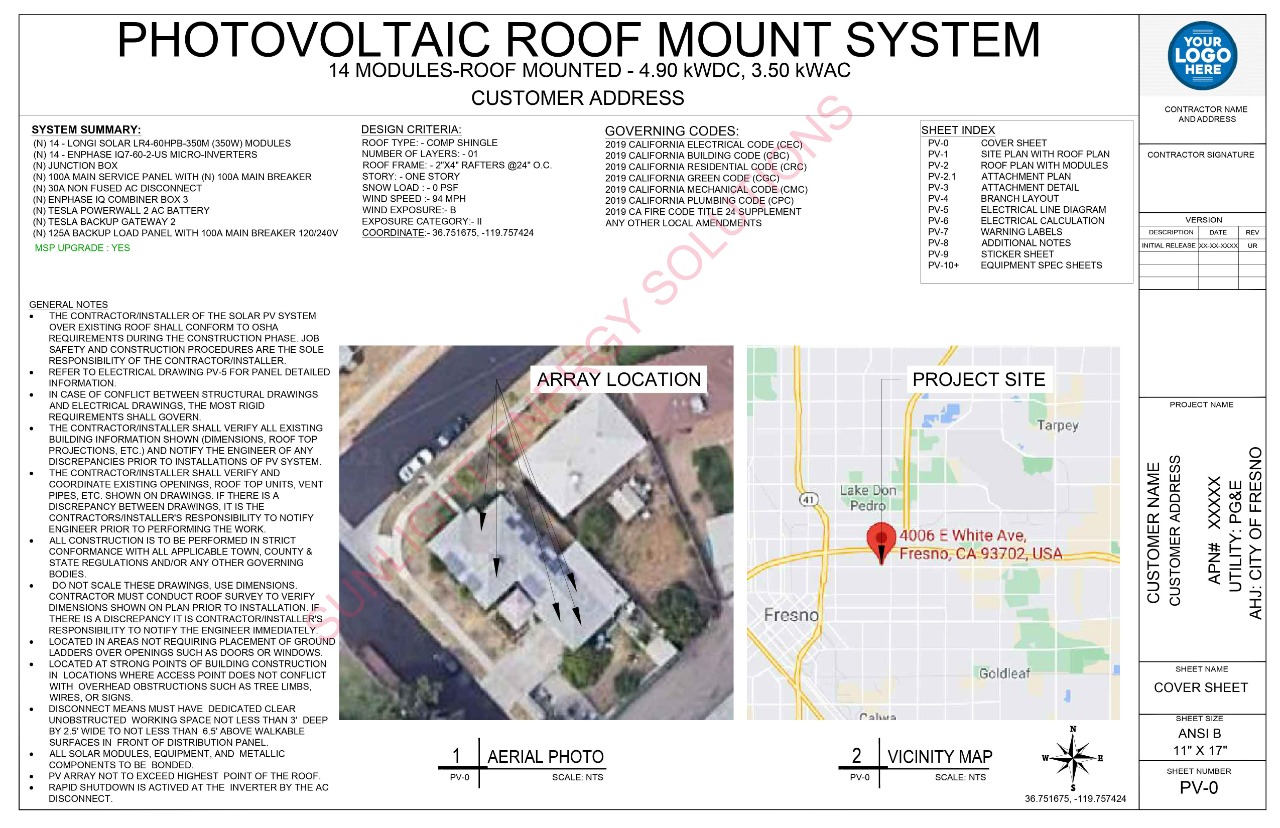 PHOTOVOLTAIC ROOF MOUNT SYSTEM
14 MODULES-ROOF MOUNTED - 4.90 kWDC, 3.50 kWAC
CUSTOMER ADDRESS
SYSTEM SUMMARY:
(N) 14 - LONGI SOLAR LR4-60HPB-350M (350W) MODULES
(N) 14 - ENPHASE IQ7-60-2-US MICRO-INVERTERS
(N) JUNCTION BOX
(N) 100A MAIN SERVICE PANEL WITH (N) 100A MAIN BREAKER
(N) 30A NON FUSED AC DISCONNECT
(N) ENPHASE IQ COMBINER BOX 3
(N) TESLA POWERWALL 2 AC BATTERY
(N) TESLA BACKUP GATEWAY 2
(N) 125A BACKUP LOAD PANEL WITH 100A MAIN BREAKER 120/240V
MSP UPGRADE : YES
DESIGN CRITERIA:
ROOF TYPE: - COMP SHINGLE
NUMBER OF LAYERS: - 01
ROOF FRAME: - 2"X4" RAFTERS @24" O.C.
STORY: - ONE STORY
SNOW LOAD : - 0 PSF
WIND SPEED :- 94 MPH
WIND EXPOSURE:- B
EXPOSURE CATEGORY:- II
COORDINATE:- 36.751675, -119.757424
GOVERNING CODES:
2019 CALIFORNIA ELECTRICAL CODE (CEC)
2019 CALIFORNIA BUILDING CODE (CBC)
2019 CALIFORNIA RESIDENTIAL CODE (CRC)
2019 CALIFORNIA GREEN CODE (CGC)
2019 CALIFORNIA MECHANICAL CODE (CMC)
2019 CALIFORNIA PLUMBING CODE (CPC)
2019 CA FIRE CODE TITLE 24 SUPPLEMENT
ANY OTHER LOCAL AMENDMENTS
SHEET INDEX
PV-0 COVER SHEET
PV-1 SITE PLAN WITH ROOF PLAN
PV-2 ROOF PLAN WITH MODULES
PV-2.1 ATTACHMENT PLAN
PV-3 ATTACHMENT DETAIL
PV-4 BRANCH LAYOUT
PV-5 ELECTRICAL LINE DIAGRAM
PV-6 ELECTRICAL CALCULATION
PV-7 WARNING LABELS
PV-8 ADDITIONAL NOTES
PV-9 STICKER SHEET
PV-10+ EQUIPMENT SPEC SHEETS
GENERAL NOTES
• THE CONTRACTOR/INSTALLER OF THE SOLAR PV SYSTEM
OVER EXISTING ROOF SHALL CONFORM TO OSHA
REQUIREMENTS DURING THE CONSTRUCTION PHASE. JOB
SAFETY AND CONSTRUCTION PROCEDURES ARE THE SOLE
RESPONSIBILITY OF THE CONTRACTOR/INSTALLER.
• REFER TO ELECTRICAL DRAWING PV-5 FOR PANEL DETAILED
INFORMATION.
• IN CASE OF CONFLICT BETWEEN STRUCTURAL DRAWINGS
AND ELECTRICAL DRAWINGS, THE MOST RIGID
REQUIREMENTS SHALL GOVERN.
• THE CONTRACTOR/INSTALLER SHALL VERIFY ALL EXISTING
BUILDING INFORMATION SHOWN (DIMENSIONS, ROOF TOP
PROJECTIONS, ETC.) AND NOTIFY THE ENGINEER OF ANY
DISCREPANCIES PRIOR TO INSTALLATIONS OF PV SYSTEM.
• THE CONTRACTOR/INSTALLER SHALL VERIFY AND
COORDINATE EXISTING OPENINGS, ROOF TOP UNITS, VENT
PIPES, ETC. SHOWN ON DRAWINGS. IF THERE IS A
DISCREPANCY BETWEEN DRAWINGS, IT IS THE
CONTRACTORS/INSTALLER'S RESPONSIBILITY TO NOTIFY
ENGINEER PRIOR TO PERFORMING THE WORK.
• ALL CONSTRUCTION IS TO BE PERFORMED IN STRICT
CONFORMANCE WITH ALL APPLICABLE TOWN, COUNTY &
STATE REGULATIONS AND/OR ANY OTHER GOVERNING
BODIES.
• DO NOT SCALE THESE DRAWINGS, USE DIMENSIONS.
CONTRACTOR MUST CONDUCT ROOF SURVEY TO VERIFY
DIMENSIONS SHOWN ON PLAN PRIOR TO INSTALLATION. IF
THERE IS A DISCREPANCY IT IS CONTRACTOR/INSTALLER'S
RESPONSIBILITY TO NOTIFY THE ENGINEER IMMEDIATELY.
• LOCATED IN AREAS NOT REQUIRING PLACEMENT OF GROUND
LADDERS OVER OPENINGS SUCH AS DOORS OR WINDOWS.
• LOCATED AT STRONG POINTS OF BUILDING CONSTRUCTION
IN LOCATIONS WHERE ACCESS POINT DOES NOT CONFLICT
WITH OVERHEAD OBSTRUCTIONS SUCH AS TREE LIMBS,
WIRES, OR SIGNS.
• DISCONNECT MEANS MUST HAVE DEDICATED CLEAR
UNOBSTRUCTED WORKING SPACE NOT LESS THAN 3' DEEP
BY 2.5' WIDE TO NOT LESS THAN 6.5' ABOVE WALKABLE
SURFACES IN FRONT OF DISTRIBUTION PANEL.
• ALL SOLAR MODULES, EQUIPMENT, AND METALLIC
COMPONENTS TO BE BONDED.
• PV ARRAY NOT TO EXCEED HIGHEST POINT OF THE ROOF.
• RAPID SHUTDOWN IS ACTIVED AT THE INVERTER BY THE AC
DISCONNECT.
ARRAY LOCATION
1 AERIAL PHOTO
PV-0 SCALE: NTS
PROJECT SITE
Tarpey
41
Lake Don
Pedro
4006 E White Ave,
Fresno, CA 93702, USA
Fresno
Goldleaf
Calwa
2 VICINITY MAP
PV-0 SCALE: NTS
N
W E
S
36.751675, -119.757424
YOUR
LOGO
HERE
CONTRACTOR NAME
AND ADDRESS
CONTRACTOR SIGNATURE
VERSION
DESCRIPTION DATE REV
INITIAL RELEASE XX-XX-XXXX UR
PROJECT NAME
CUSTOMER NAME
CUSTOMER ADDRESS
APN# XXXXX
UTILITY: PG&E
AHJ: CITY OF FRESNO
SHEET NAME
COVER SHEET
SHEET SIZE
ANSI B
11" X 17"
SHEET NUMBER
PV-0